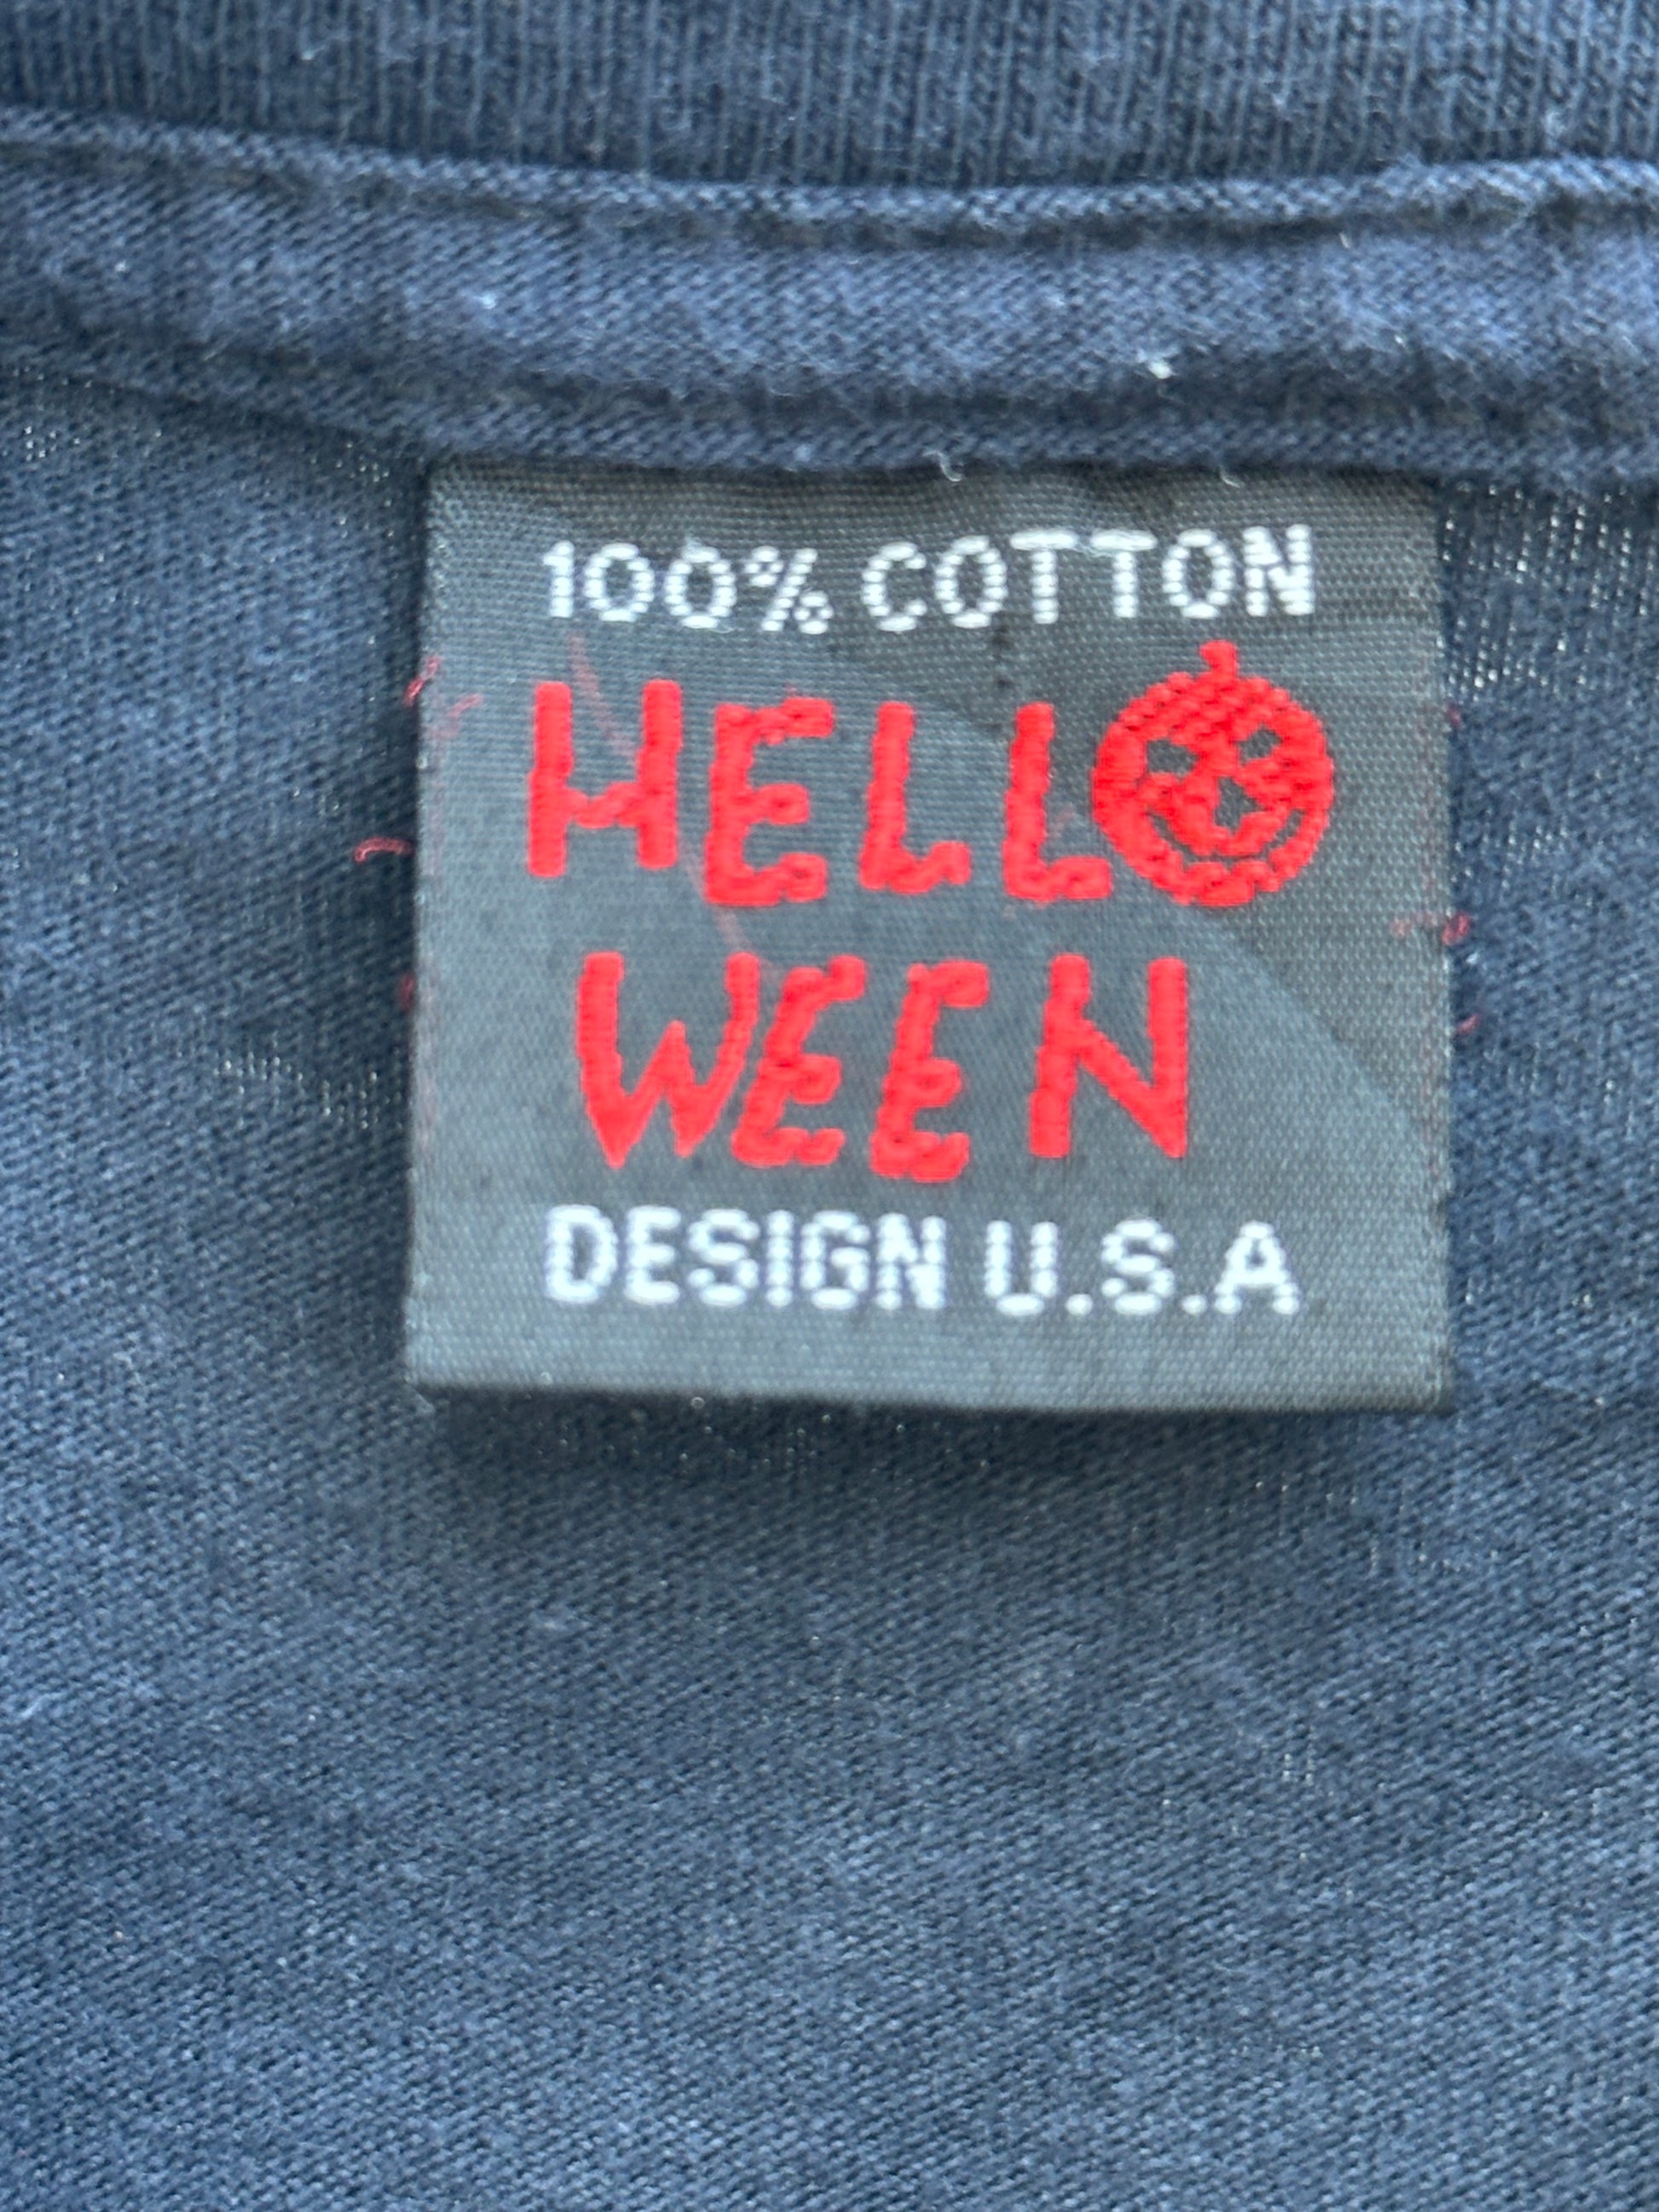 100% COTTON
HELLO
WEEN
DESIGN U.S.A